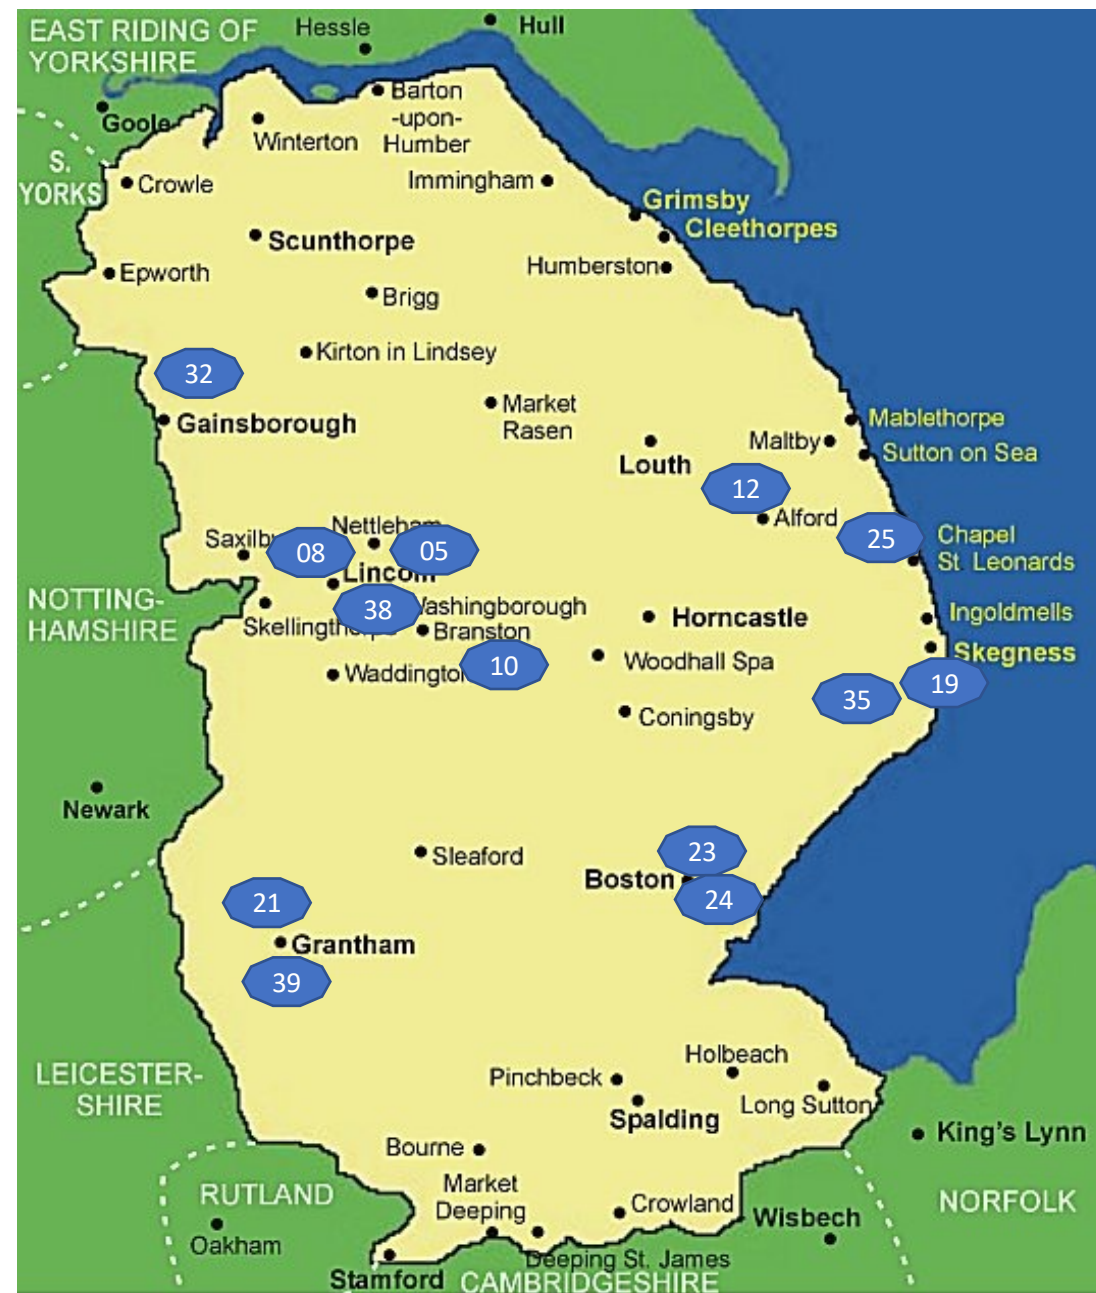 EAST RIDING OF
YORKSHIRE
Hessle
Hull
Goole
Barton
-upon-
Humber
Winterton
S.
YORKS
Crowle
Immingham
Grimsby
Cleethorpes
Scunthorpe
Epworth
Humberston
Brigg
Kirton in Lindsey
32
Gainsborough
Market
Rasen
Mablethorpe
Maltby
Sutton on Sea
Louth
12
Alford
25
Chapel
St. Leonards
Nettleham
Saxilby
08
05
Lincoln
NOTTING-
HAMSHIRE
38
Washingborough
Skellingthorpe
Branston
Horncastle
Ingoldmells
Skegness
Waddington
10
Woodhall Spa
19
35
Coningsby
Newark
23
Sleaford
Boston
24
21
Grantham
39
LEICESTER-
SHIRE
Holbeach
Pinchbeck
Long Sutton
Spalding
King's Lynn
Bourne
RUTLAND
Market
Deeping
Crowland
NORFOLK
Wisbech
Oakham
Deeping St. James
Stamford
CAMBRIDGESHIRE